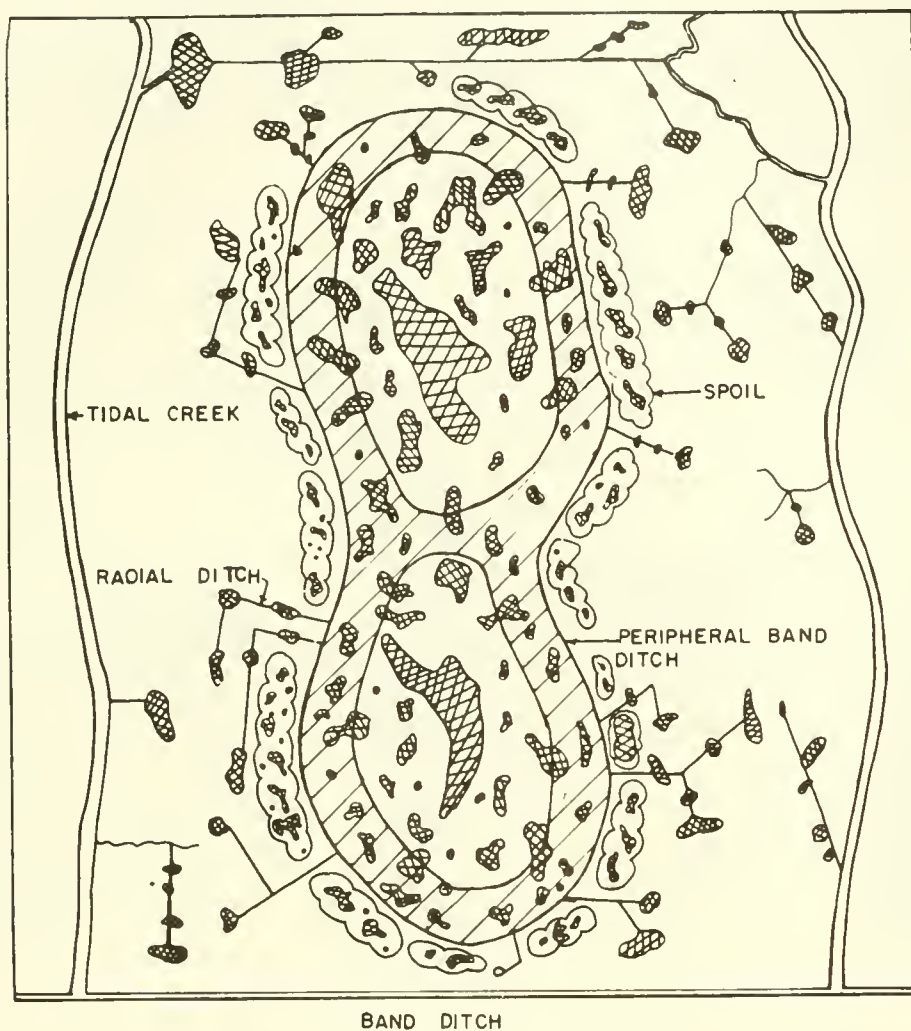 SPOIL
TIDAL CREEK
RADIAL DITCH
PERIPHERAL BAND
DITCH
BAND DITCH